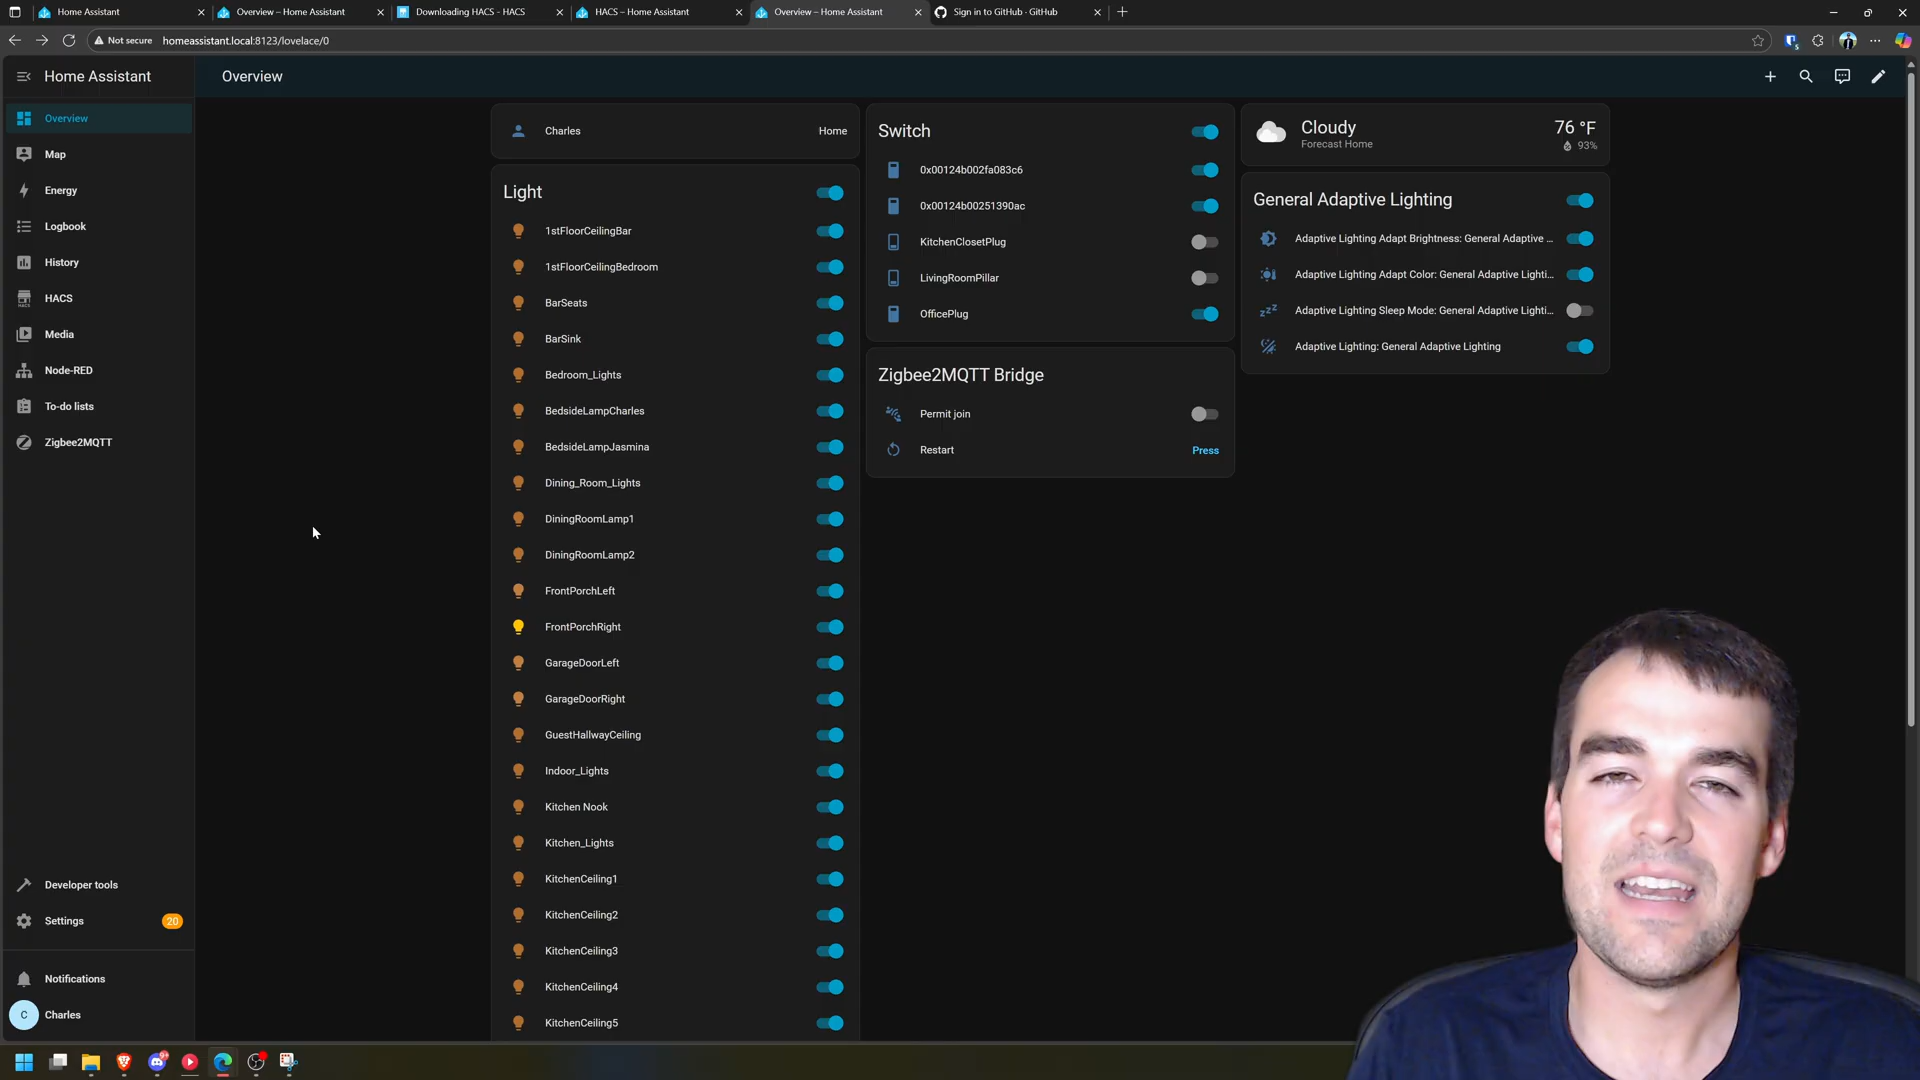 Home Assistant
Overview – Home Assistant
Downloading HACS - HACS
HACS – Home Assistant
Overview – Home Assistant
Sign in to GitHub · GitHub
Not secure
homeassistant.local:8123/lovelace/0
Home Assistant
Overview
Overview
Map
Energy
Logbook
History
HACS
Media
Node-RED
To-do lists
Zigbee2MQTT
Developer tools
Settings
20
Notifications
C
Charles
Charles
Home
Light
1stFloorCeilingBar
1stFloorCeilingBedroom
BarSeats
BarSink
Bedroom_Lights
BedsideLampCharles
BedsideLampJasmina
Dining_Room_Lights
DiningRoomLamp1
DiningRoomLamp2
FrontPorchLeft
FrontPorchRight
GarageDoorLeft
GarageDoorRight
GuestHallwayCeiling
Indoor_Lights
Kitchen Nook
Kitchen_Lights
KitchenCeiling1
KitchenCeiling2
KitchenCeiling3
KitchenCeiling4
KitchenCeiling5
Switch
0x00124b002fa083c6
0x00124b00251390ac
KitchenClosetPlug
LivingRoomPillar
OfficePlug
Zigbee2MQTT Bridge
Permit join
Restart
Press
Cloudy
Forecast Home
76 °F
93%
General Adaptive Lighting
Adaptive Lighting Adapt Brightness: General Adaptive ...
Adaptive Lighting Adapt Color: General Adaptive Lighti...
Adaptive Lighting Sleep Mode: General Adaptive Lighti...
Adaptive Lighting: General Adaptive Lighting